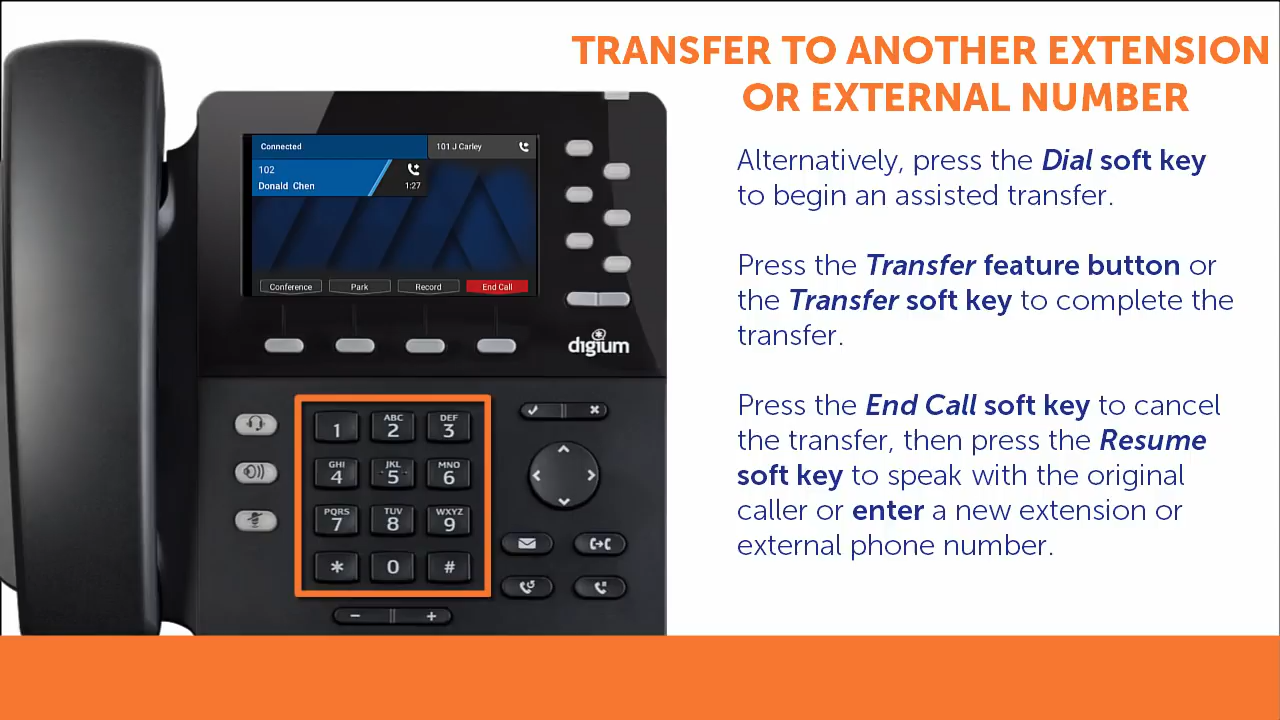 TRANSFER TO ANOTHER EXTENSION
OR EXTERNAL NUMBER
Alternatively, press the Dial soft key
to begin an assisted transfer.
Press the Transfer feature button or
the Transfer soft key to complete the
transfer.
Press the End Call soft key to cancel
the transfer, then press the Resume
soft key to speak with the original
caller or enter a new extension or
external phone number.
Connected
101 J Carley
102
Donald Chen
1:27
Conference Park Record End Call
digium
1 ABC 2 DEF 3
GHI 4 JKL 5 MNO 6
PQRS 7 TUV 8 WXYZ 9
* 0 #
− +